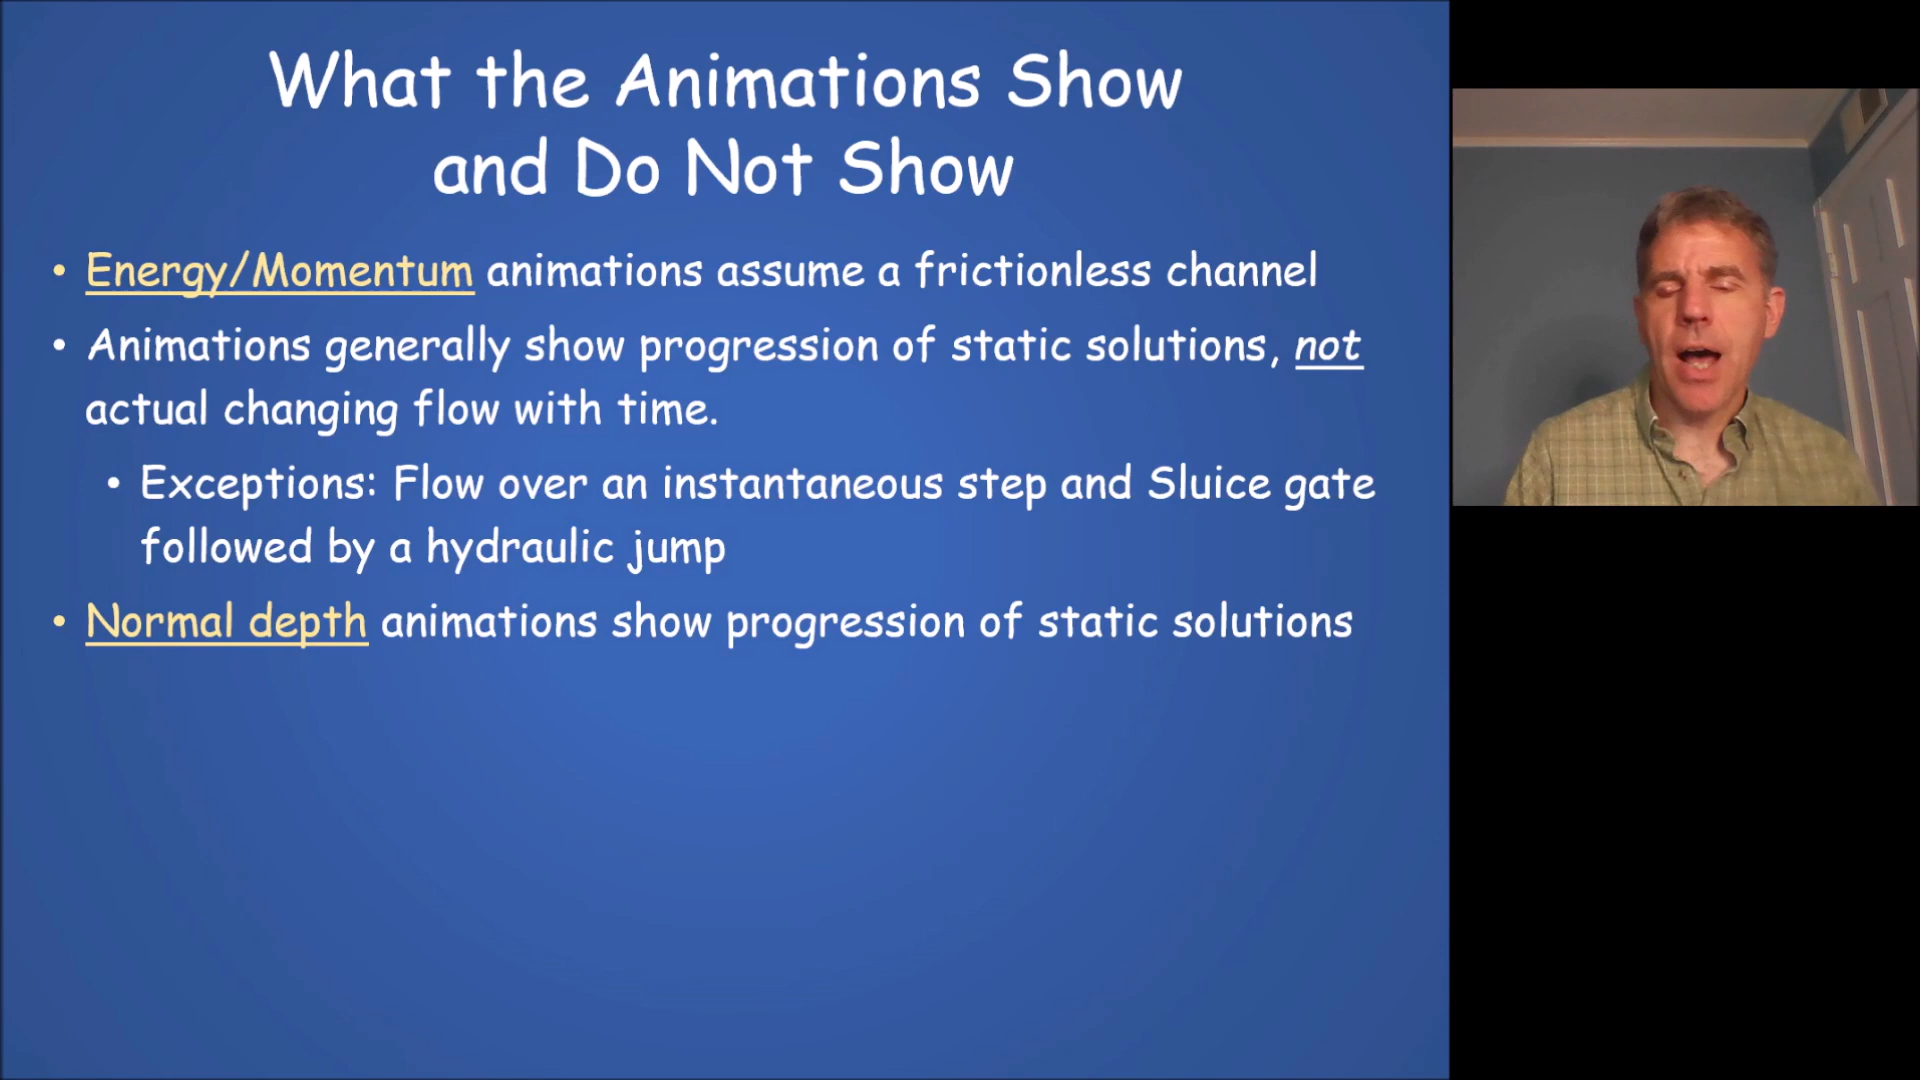 What the Animations Show
and Do Not Show
• Energy/Momentum animations assume a frictionless channel
• Animations generally show progression of static solutions, not
actual changing flow with time.
• Exceptions: Flow over an instantaneous step and Sluice gate
followed by a hydraulic jump
• Normal depth animations show progression of static solutions